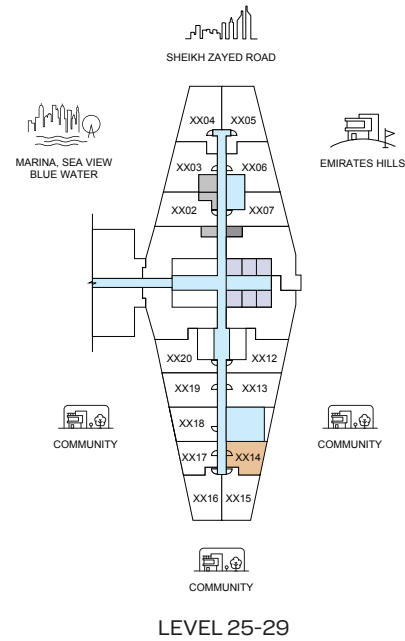 SHEIKH ZAYED ROAD
MARINA, SEA VIEW
BLUE WATER
EMIRATES HILLS
XX04
XX05
XX03
XX06
XX02
XX07
XX20
XX12
XX19
XX13
XX18
XX17
XX14
XX16
XX15
COMMUNITY
COMMUNITY
COMMUNITY
LEVEL 25-29